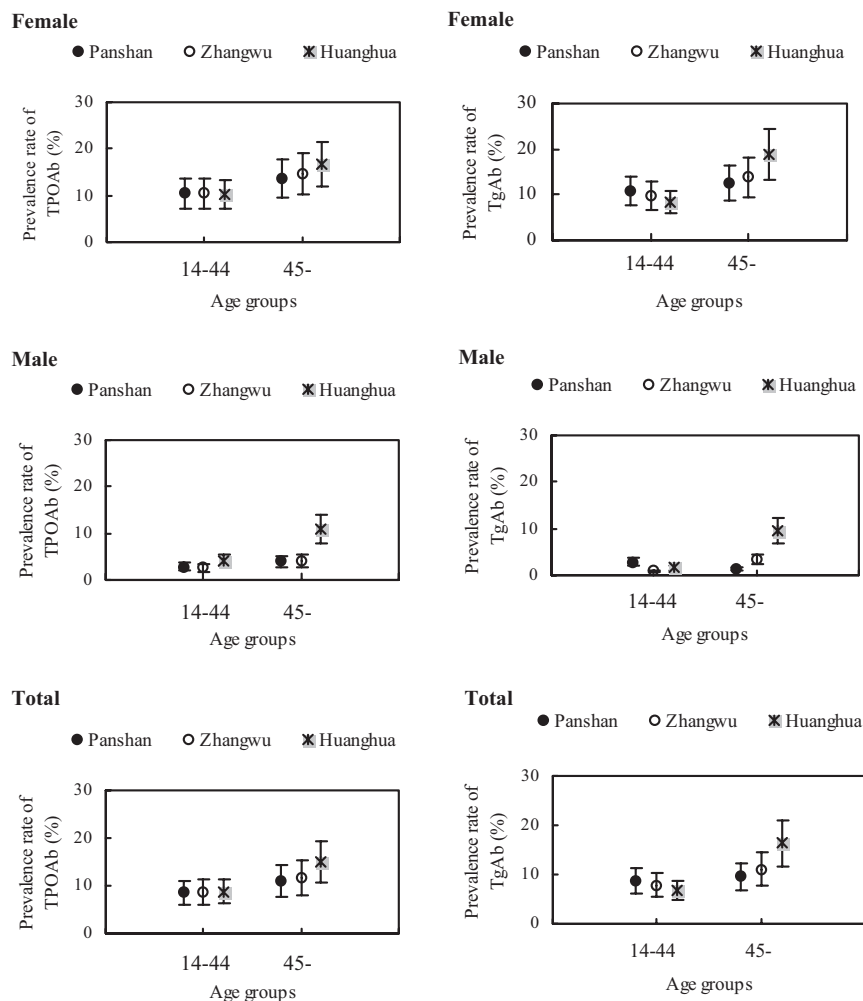 Female
Panshan Zhangwu Huanghua
Prevalence rate of
TPOAb (%)
30
20
10
0
14-44 45-
Age groups
Female
Panshan Zhangwu Huanghua
Prevalence rate of
TgAb (%)
30
20
10
0
14-44 45-
Age groups
Male
Panshan Zhangwu Huanghua
Prevalence rate of
TPOAb (%)
30
20
10
0
14-44 45-
Age groups
Male
Panshan Zhangwu Huanghua
Prevalence rate of
TgAb (%)
30
20
10
0
14-44 45-
Age groups
Total
Panshan Zhangwu Huanghua
Prevalence rate of
TPOAb (%)
30
20
10
0
14-44 45-
Age groups
Total
Panshan Zhangwu Huanghua
Prevalence rate of
TgAb (%)
30
20
10
0
14-44 45-
Age groups